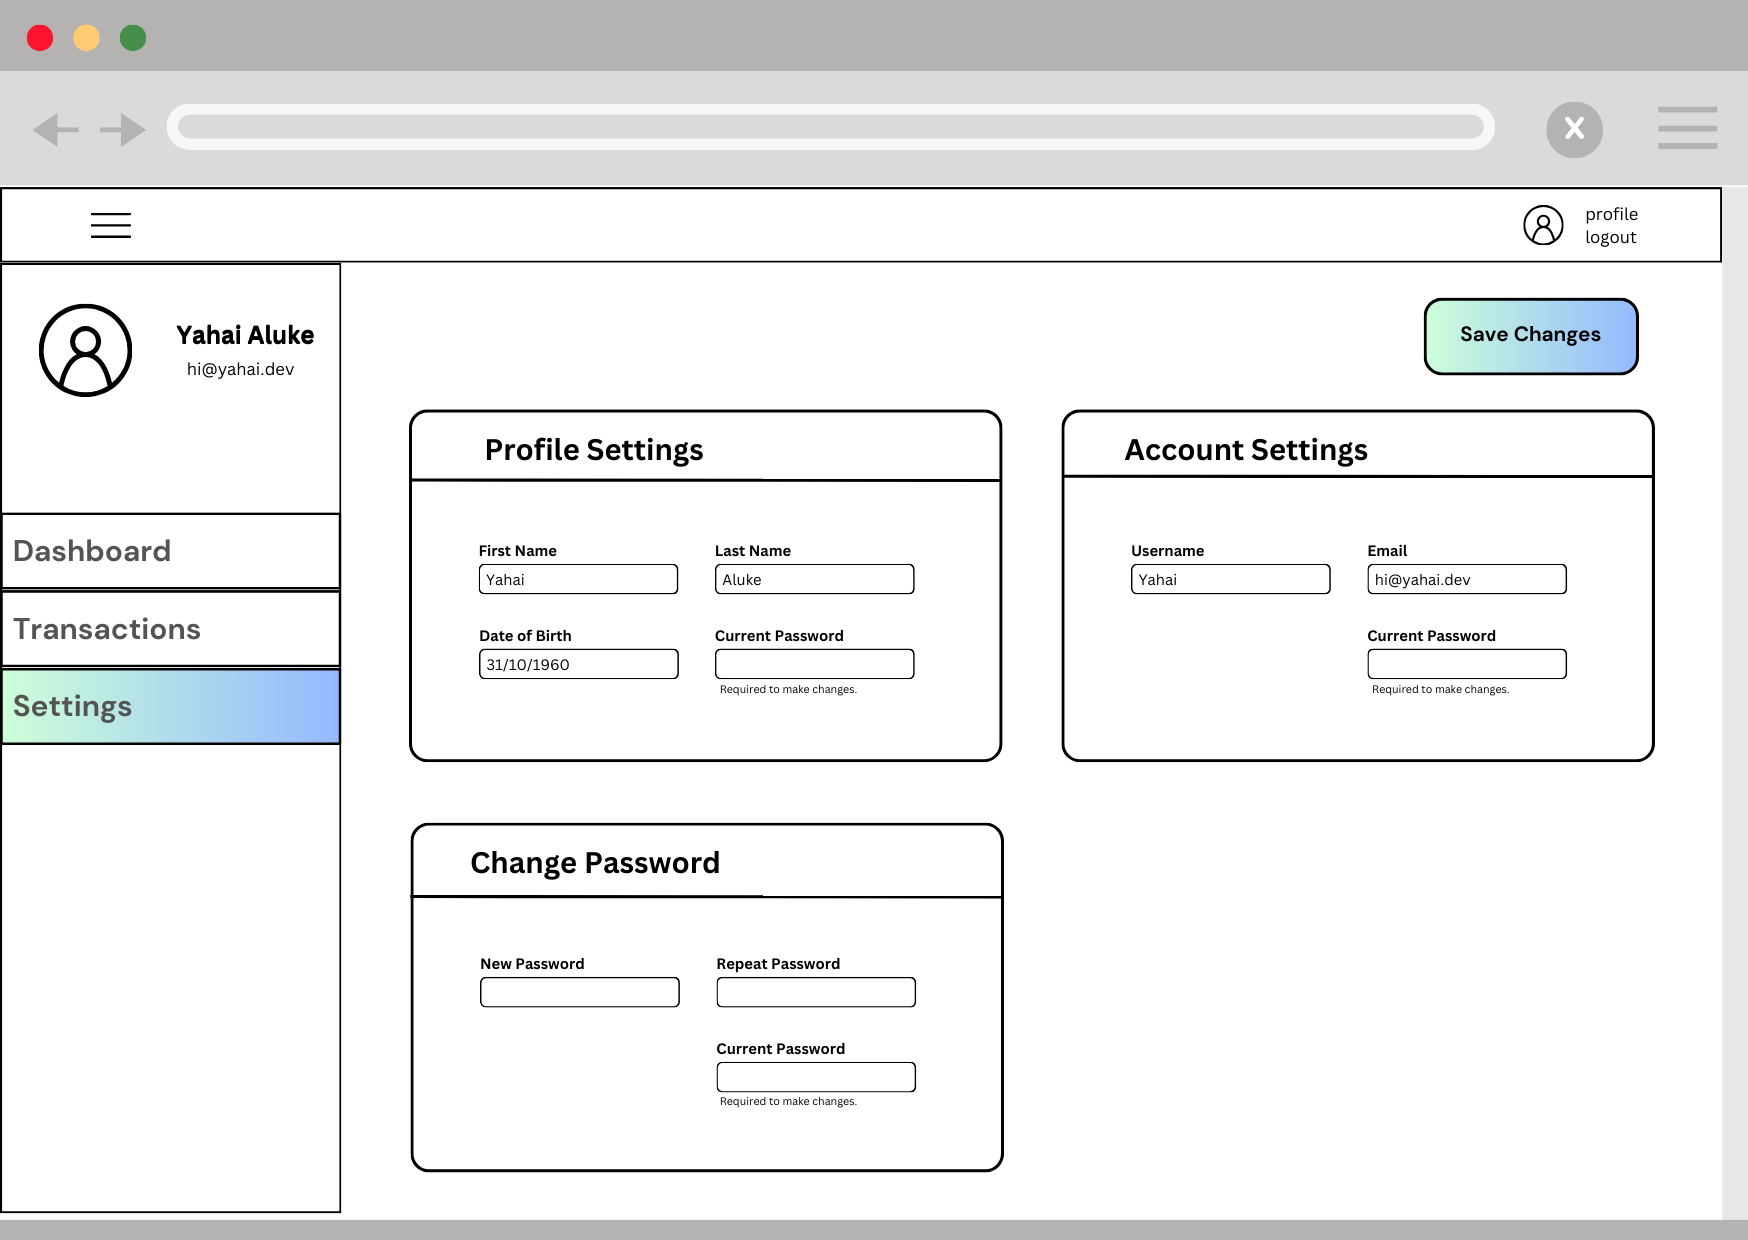 X
profile
logout
Yahai Aluke
hi@yahai.dev
Save Changes
Dashboard
Transactions
Settings
Profile Settings
First Name
Last Name
Yahai
Aluke
Date of Birth
Current Password
31/10/1960
Required to make changes.
Account Settings
Username
Email
Yahai
hi@yahai.dev
Current Password
Required to make changes.
Change Password
New Password
Repeat Password
Current Password
Required to make changes.